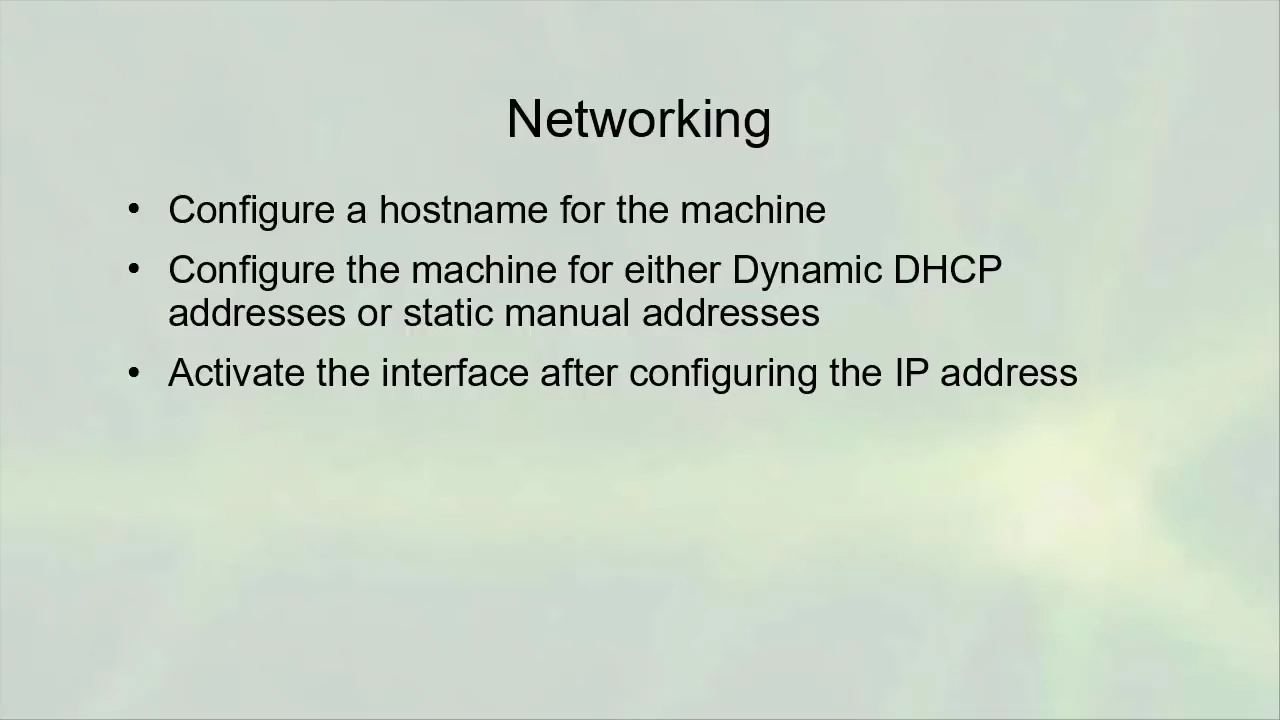 Networking
• Configure a hostname for the machine
• Configure the machine for either Dynamic DHCP
addresses or static manual addresses
• Activate the interface after configuring the IP address